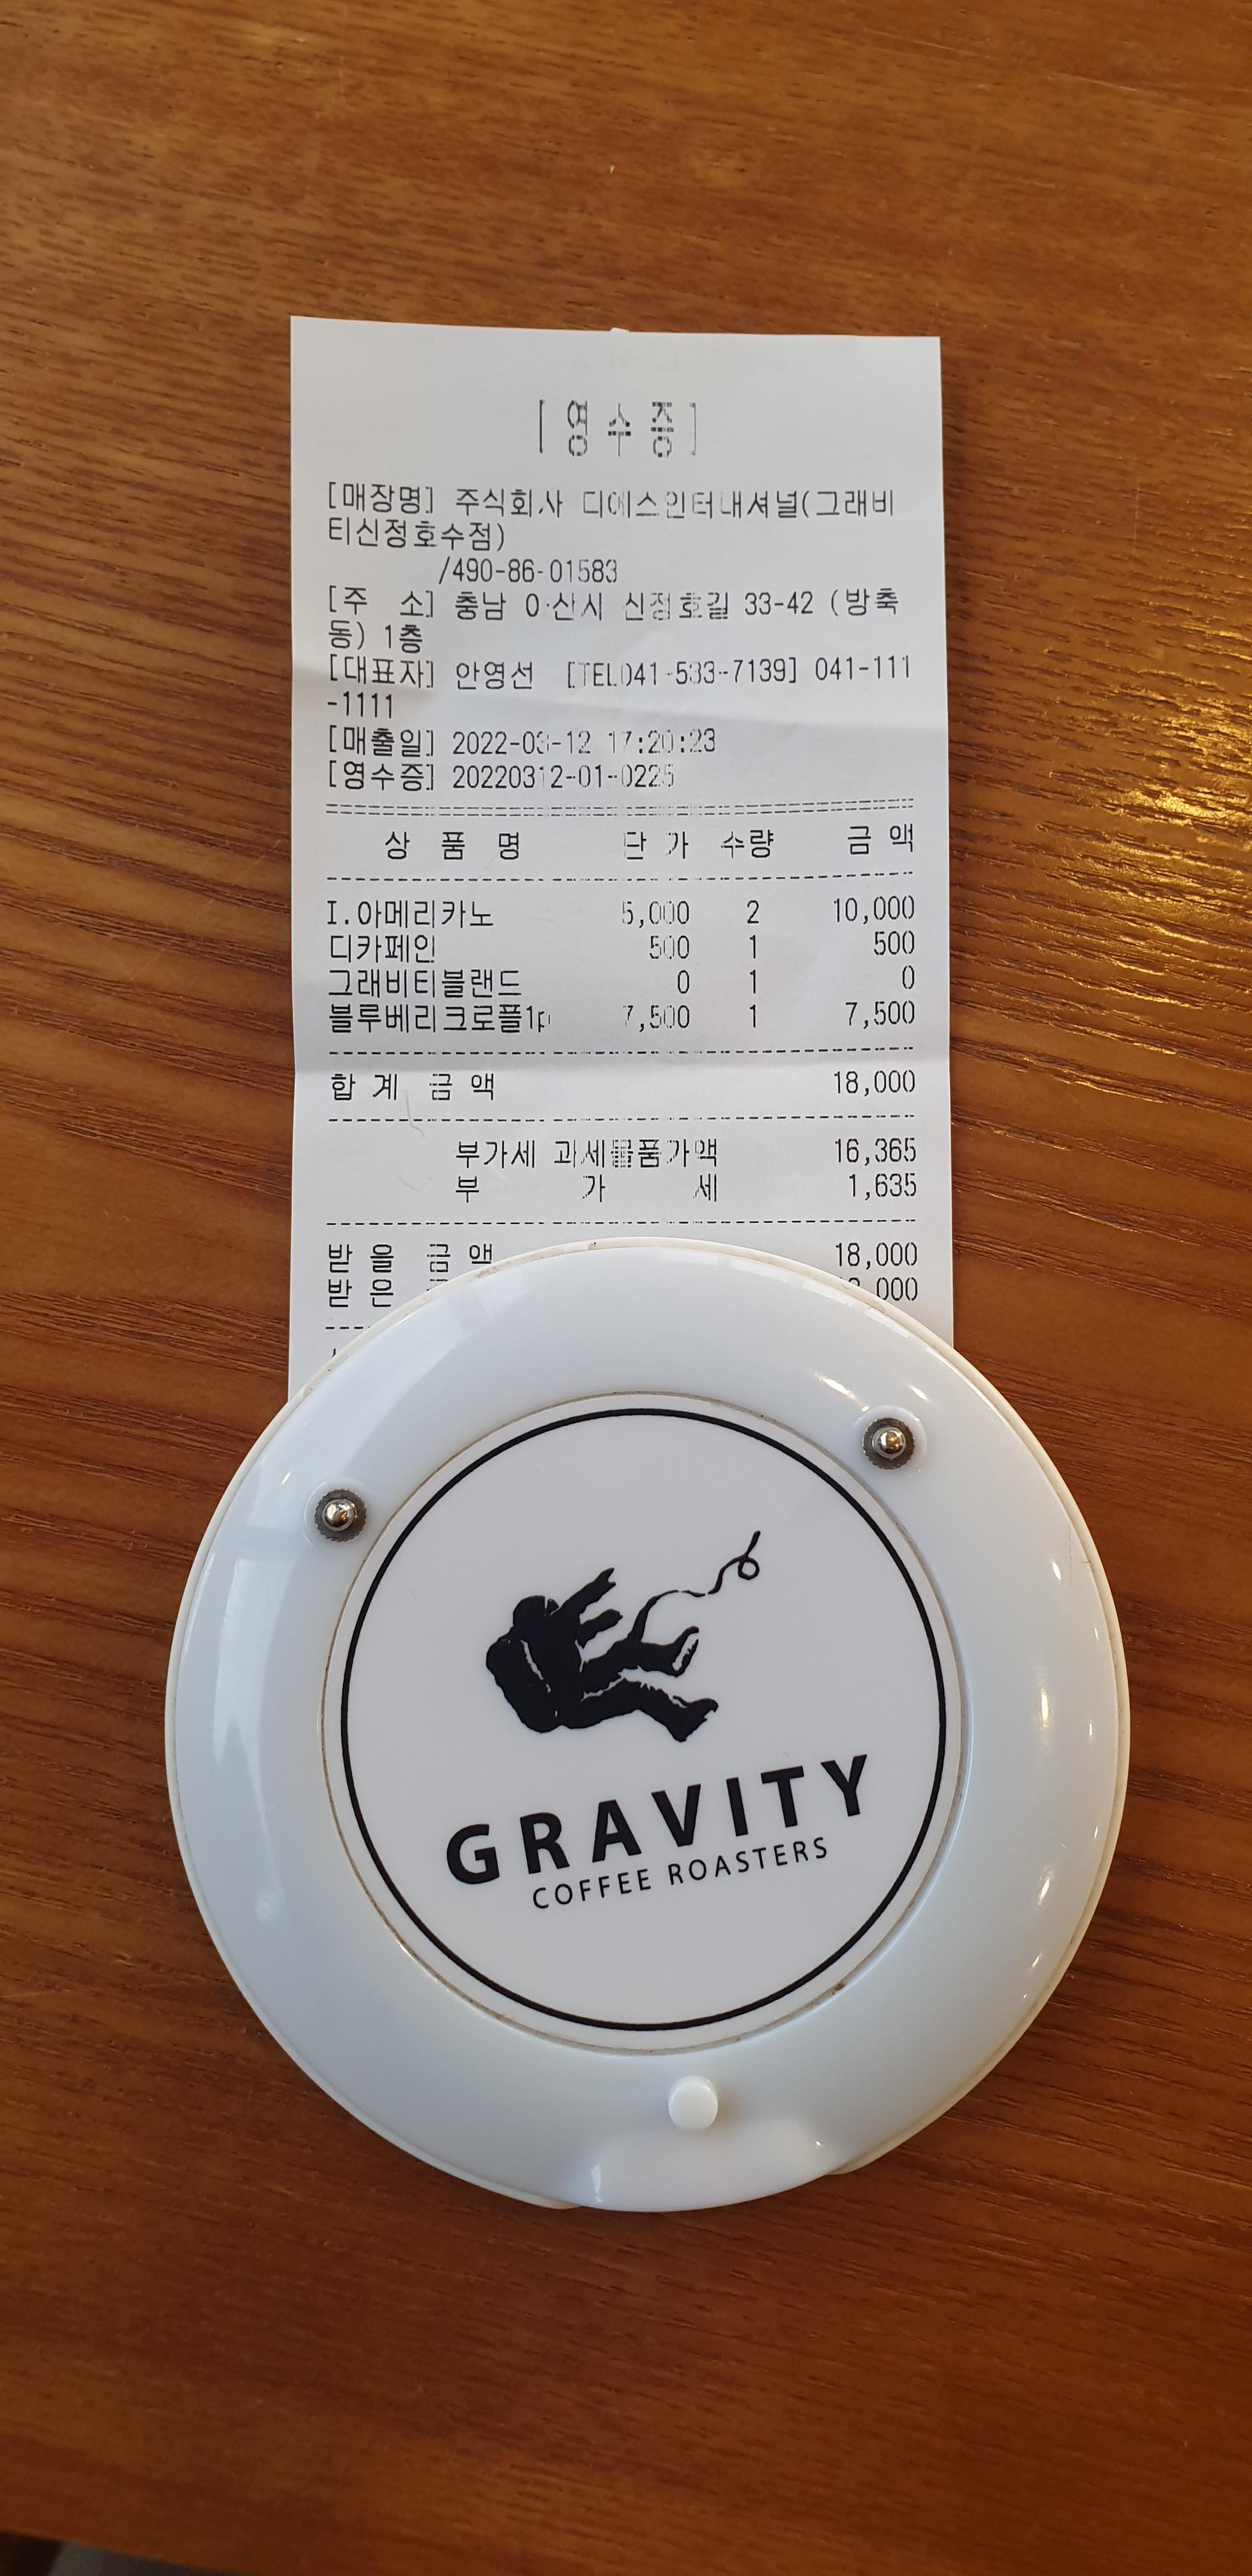 [영수증]
[매장명] 주식회사 디에스인터내셔널(그래비
티신정호수점)
/490-86-01583
[주 소] 충남 아산시 신정호길 33-42 (방축
동) 1층
[대표자] 안영선 [TEL041-533-7139] 041-111
-1111
[매출일] 2022-03-12 17:20:23
[영수증] 20220312-01-0225
상 품 명 단 가 수량 금 액
I.아메리카노 5,000 2 10,000
디카페인 500 1 500
그래비티블랜드 0 1 0
블루베리크로플1p 7,500 1 7,500
합 계 금 액 18,000
부가세 과세물품가액 16,365
부 가 세 1,635
받 을 금 액 18,000
받 은
GRAVITY
COFFEE ROASTERS